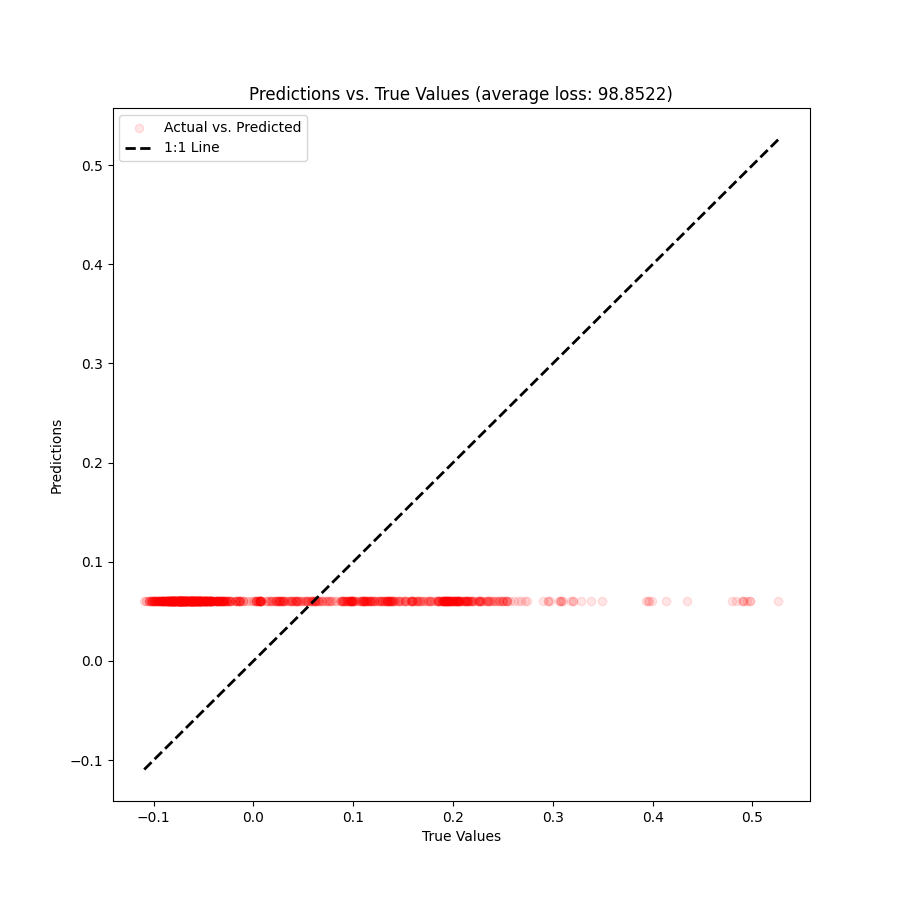 Predictions vs. True Values (average loss: 98.8522)
Actual vs. Predicted
1:1 Line
0.5
0.4
0.3
0.2
0.1
0.0
−0.1
Predictions
−0.1 0.0 0.1 0.2 0.3 0.4 0.5
True Values